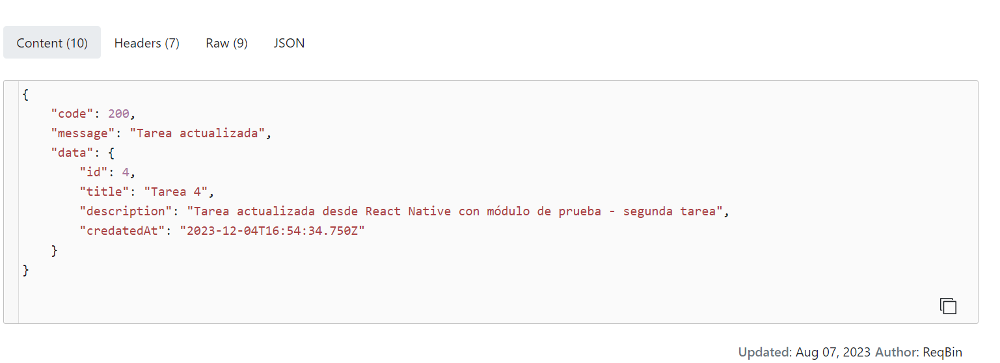 Content (10) Headers (7) Raw (9) JSON
{
"code": 200,
"message": "Tarea actualizada",
"data": {
"id": 4,
"title": "Tarea 4",
"description": "Tarea actualizada desde React Native con módulo de prueba - segunda tarea",
"credatedAt": "2023-12-04T16:54:34.750Z"
}
}
Updated: Aug 07, 2023 Author: ReqBin